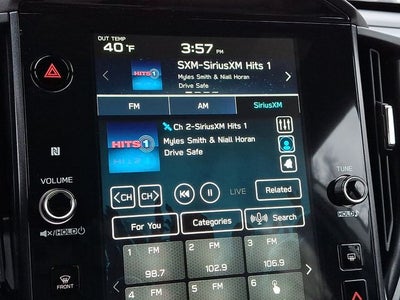 OUT TEMP
40 °F
3:57 PM
SXM-SiriusXM Hits 1
Myles Smith & Niall Horan
Drive Safe
HITS 1
FM
AM
SiriusXM
HITS 1
Ch 2-SiriusXM Hits 1
Myles Smith & Niall Horan
Drive Safe
VOLUME
TUNE
<CH
CH>
LIVE
Related
HOLD
HOLD
For You
Categories
Search
1
FM
98.7
2
FM
102.9
3
FM
106.9
FRONT
4
FM
5
FM
6